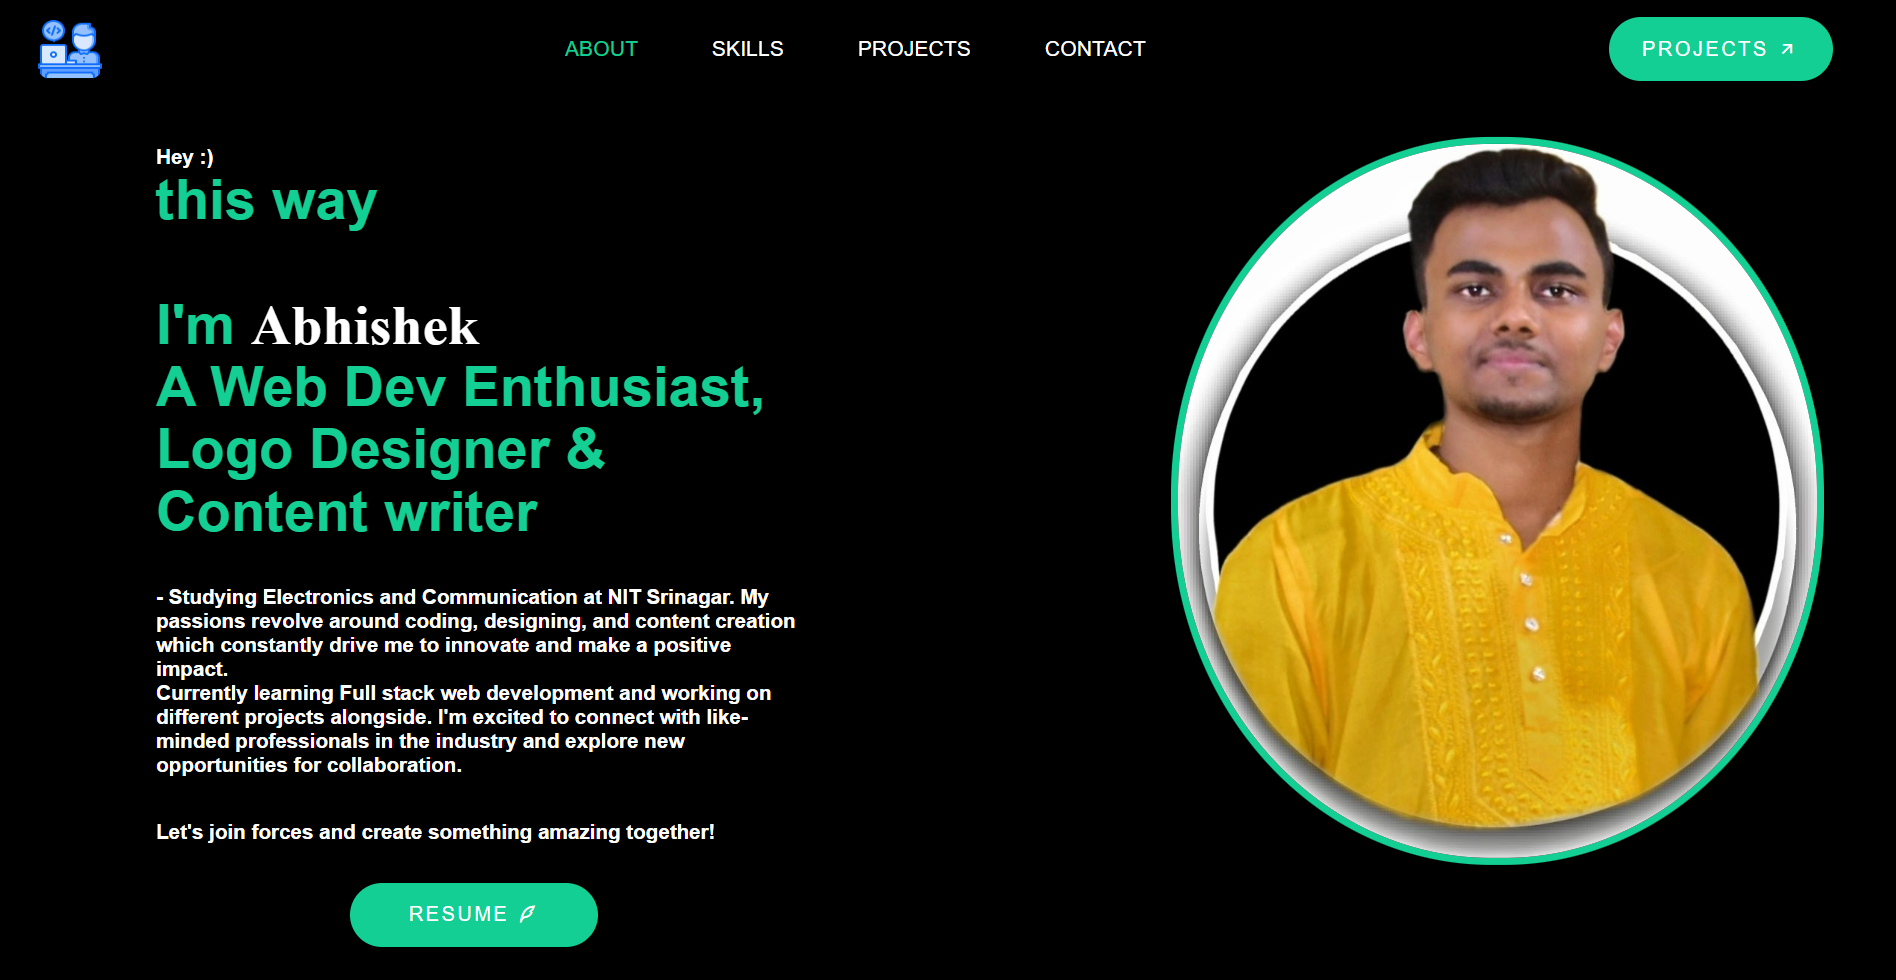 ABOUT SKILLS PROJECTS CONTACT PROJECTS
Hey :)
this way
I'm Abhishek
A Web Dev Enthusiast,
Logo Designer &
Content writer
- Studying Electronics and Communication at NIT Srinagar. My
passions revolve around coding, designing, and content creation
which constantly drive me to innovate and make a positive
impact.
Currently learning Full stack web development and working on
different projects alongside. I'm excited to connect with like-
minded professionals in the industry and explore new
opportunities for collaboration.
Let's join forces and create something amazing together!
RESUME